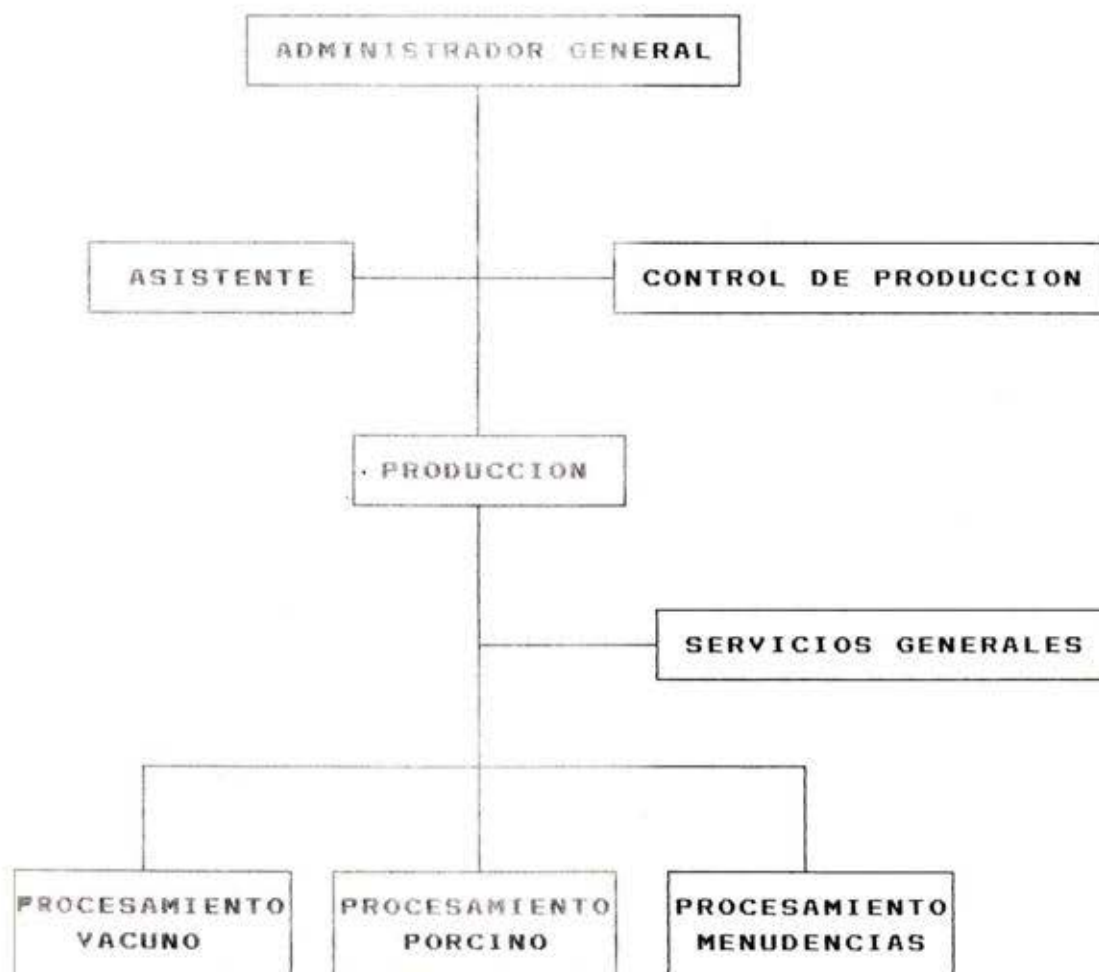 ADMINISTRADOR GENERAL
ASISTENTE
CONTROL DE PRODUCCION
PRODUCCION
SERVICIOS GENERALES
PROCESAMIENTO
VACUNO
PROCESAMIENTO
PORCINO
PROCESAMIENTO
MENUDENCIAS